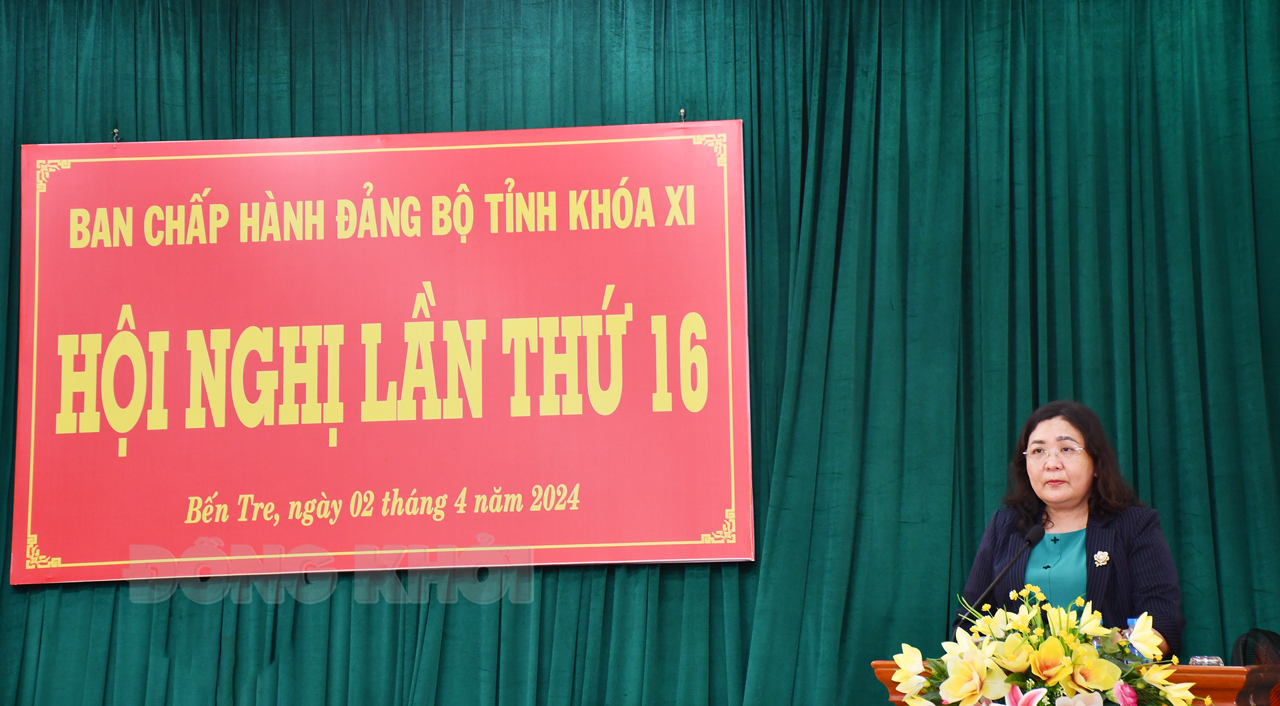 BAN CHẤP HÀNH ĐẢNG BỘ TỈNH KHÓA XI
HỘI NGHỊ LẦN THỨ 16
Bến Tre, ngày 02 tháng 4 năm 2024
ĐỒNG KHỞI